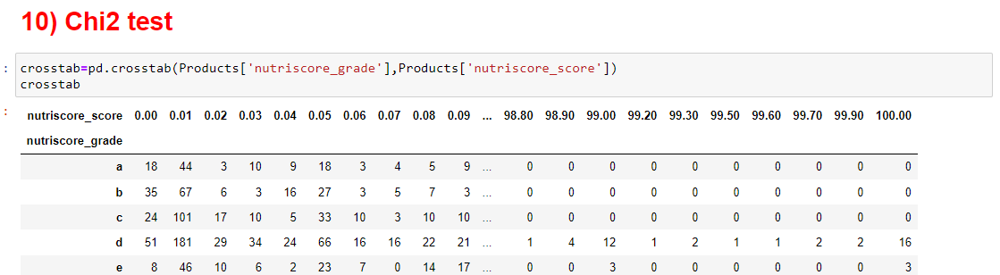 10) Chi2 test
: crosstab=pd.crosstab(Products['nutriscore_grade'],Products['nutriscore_score'])
crosstab
: nutriscore_score 0.00 0.01 0.02 0.03 0.04 0.05 0.06 0.07 0.08 0.09 ... 98.80 98.90 99.00 99.20 99.30 99.50 99.60 99.70 99.90 100.00
nutriscore_grade
a 18 44 3 10 9 18 3 4 5 9 ... 0 0 0 0 0 0 0 0 0 0
b 35 67 6 3 16 27 3 5 7 3 ... 0 0 0 0 0 0 0 0 0 0
c 24 101 17 10 5 33 10 3 10 10 ... 0 0 0 0 0 0 0 0 0 0
d 51 181 29 34 24 66 16 16 22 21 ... 1 4 12 1 2 1 1 2 2 16
e 8 46 10 6 2 23 7 0 14 17 ... 0 0 3 0 0 0 0 0 0 3